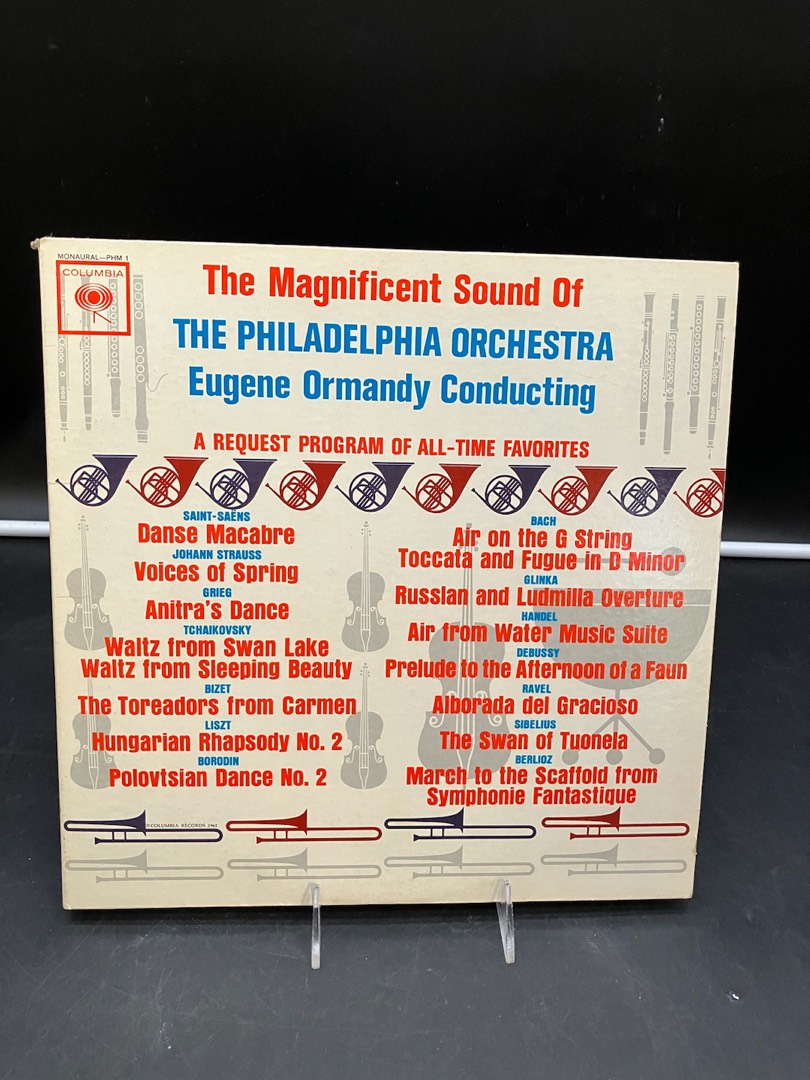 MONAURAL—PHM 1
COLUMBIA
The Magnificent Sound Of
THE PHILADELPHIA ORCHESTRA
Eugene Ormandy Conducting
A REQUEST PROGRAM OF ALL-TIME FAVORITES
SAINT-SAËNS
Danse Macabre
JOHANN STRAUSS
Voices of Spring
GRIEG
Anitra's Dance
TCHAIKOVSKY
Waltz from Swan Lake
Waltz from Sleeping Beauty
BIZET
The Toreadors from Carmen
LISZT
Hungarian Rhapsody No. 2
BORODIN
Polovtsian Dance No. 2
BACH
Air on the G String
Toccata and Fugue in D Minor
GLINKA
Russlan and Ludmilla Overture
HANDEL
Air from Water Music Suite
DEBUSSY
Prelude to the Afternoon of a Faun
RAVEL
Alborada del Gracioso
SIBELIUS
The Swan of Tuonela
BERLIOZ
March to the Scaffold from
Symphonie Fantastique
©COLUMBIA RECORDS 1962